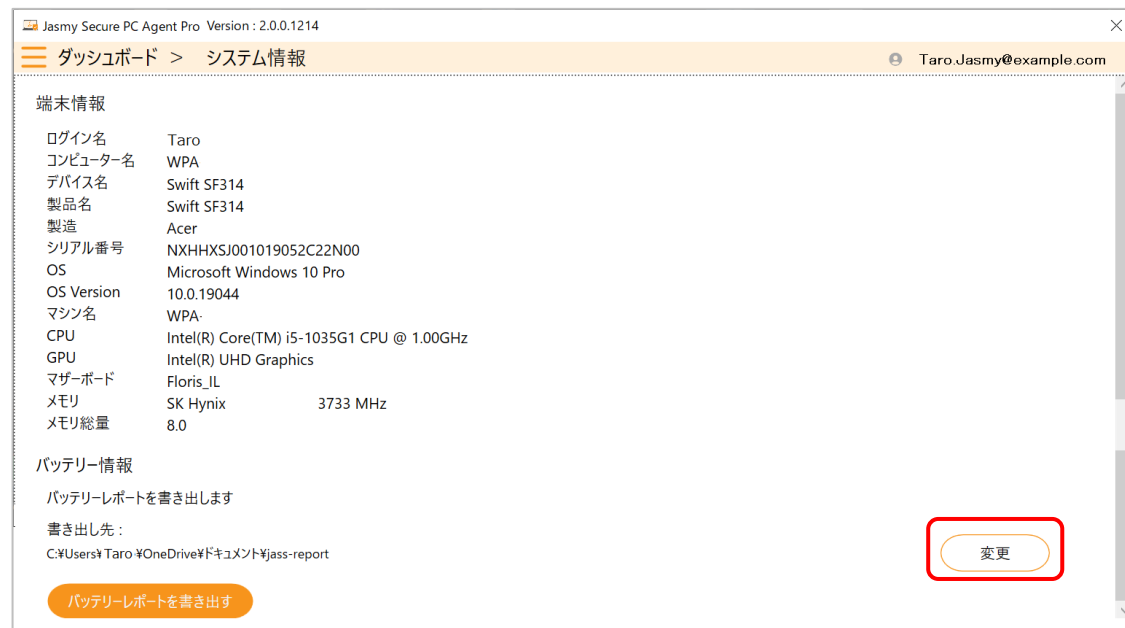 Jasmy Secure PC Agent Pro Version : 2.0.0.1214
ダッシュボード > システム情報 Taro.Jasmy@example.com
端末情報
ログイン名 Taro
コンピューター名 WPA
デバイス名 Swift SF314
製品名 Swift SF314
製造 Acer
シリアル番号 NXHHXSJ001019052C22N00
OS Microsoft Windows 10 Pro
OS Version 10.0.19044
マシン名 WPA-
CPU Intel(R) Core(TM) i5-1035G1 CPU @ 1.00GHz
GPU Intel(R) UHD Graphics
マザーボード Floris_IL
メモリ SK Hynix 3733 MHz
メモリ総量 8.0
バッテリー情報
バッテリーレポートを書き出します
書き出し先 :
C:¥Users¥Taro¥OneDrive¥ドキュメント¥jass-report
変更
バッテリーレポートを書き出す